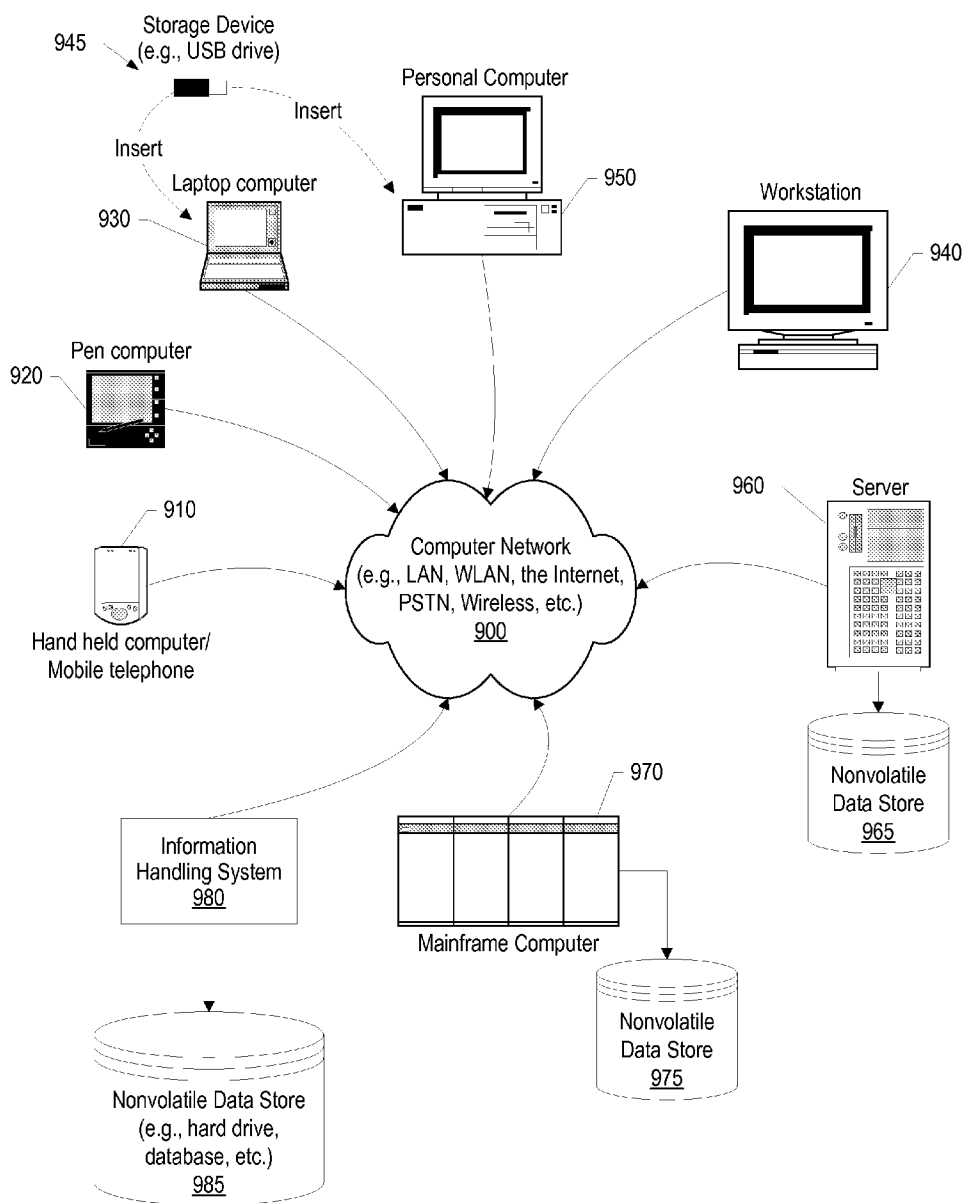 Storage Device
(e.g., USB drive)
945
Personal Computer
Insert
Insert
Laptop computer
930
950
Workstation
940
Pen computer
920
910
Hand held computer/
Mobile telephone
Computer Network
(e.g., LAN, WLAN, the Internet,
PSTN, Wireless, etc.)
900
960
Server
Nonvolatile
Data Store
965
970
Information
Handling System
980
Mainframe Computer
Nonvolatile
Data Store
975
Nonvolatile Data Store
(e.g., hard drive,
database, etc.)
985